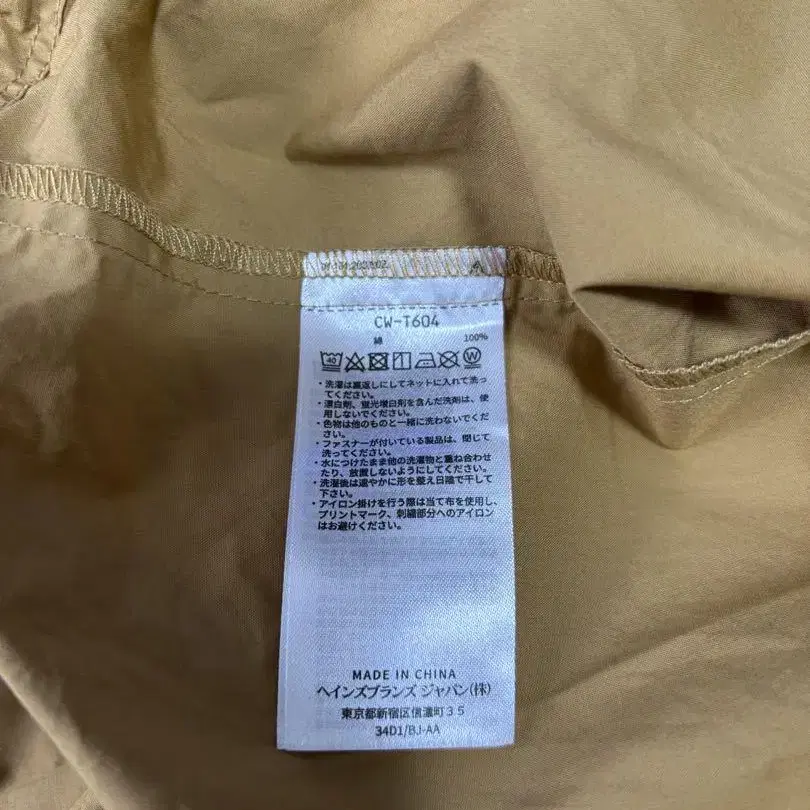 CW-T604
綿 100%
40
・洗濯は裏返しにしてネットに入れて洗っ
てください。
・漂白剤、蛍光増白剤を含んだ洗剤は、使
用しないでください。
・色物は他のものと一緒に洗わないでくだ
さい。
・ファスナーが付いている製品は、閉じて
洗ってください。
・水につけたまま他の洗濯物と重ね合わせ
たり、放置しないようにしてください。
・洗濯後は速やかに形を整え日陰で干して
下さい。
・アイロン掛けを行う際は当て布を使用し、
プリントマーク、刺繍部分へのアイロン
はお避けください。
MADE IN CHINA
ヘインズブランズ ジャパン(株)
東京都新宿区信濃町35
34D1/BJ-AA